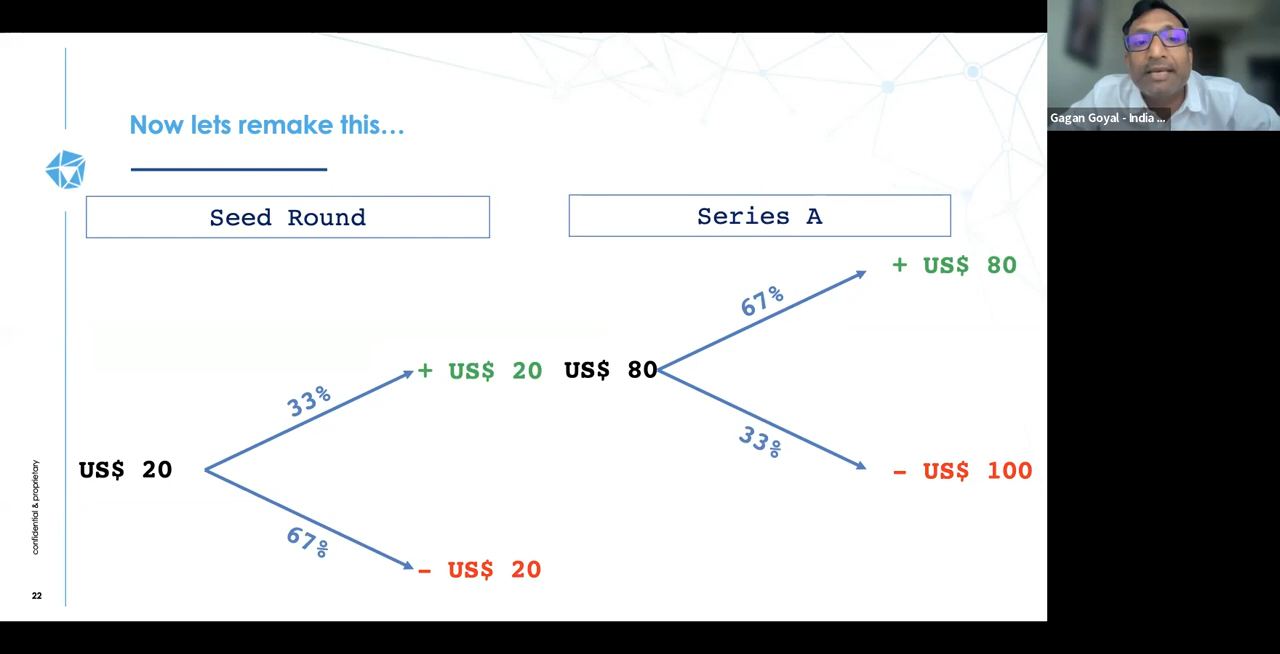 Now lets remake this...
Seed Round
Series A
+ US$ 80
67%
33%
+ US$ 20
US$ 80
33%
US$ 20
- US$ 100
67%
- US$ 20
confidential & proprietary
22
Gagan Goyal - India ...